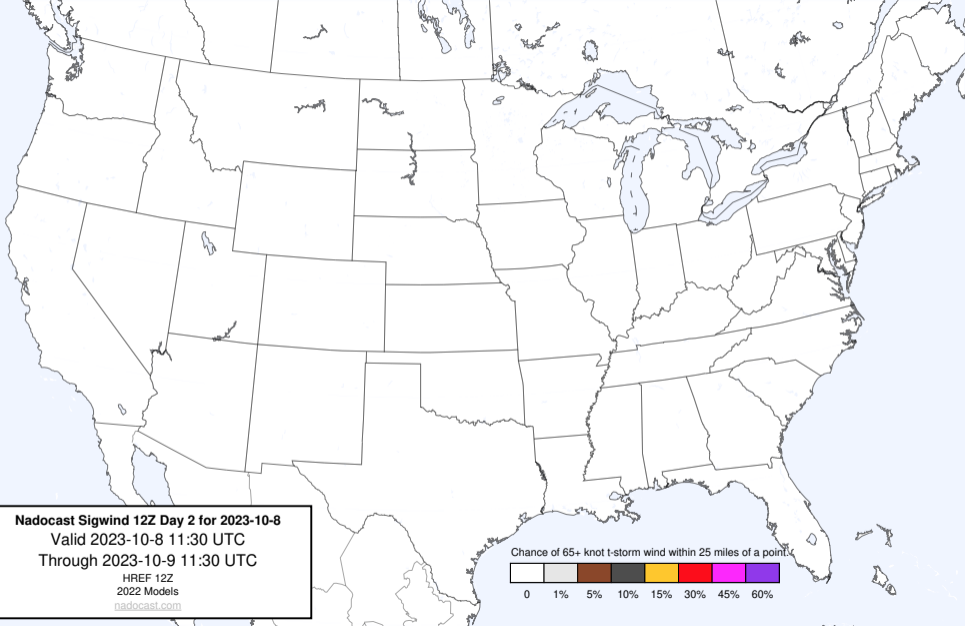 Nadocast Sigwind 12Z Day 2 for 2023-10-8
Valid 2023-10-8 11:30 UTC
Through 2023-10-9 11:30 UTC
HREF 12Z
2022 Models
nadocast.com
Chance of 65+ knot t-storm wind within 25 miles of a point.
0 1% 5% 10% 15% 30% 45% 60%